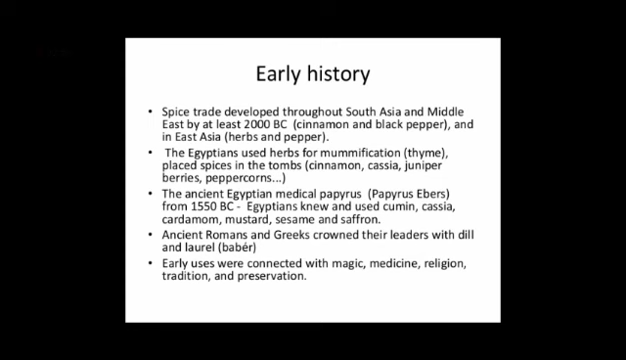 Early history
• Spice trade developed throughout South Asia and Middle
East by at least 2000 BC (cinnamon and black pepper), and
in East Asia (herbs and pepper).
• The Egyptians used herbs for mummification (thyme),
placed spices in the tombs (cinnamon, cassia, juniper
berries, peppercorns...)
• The ancient Egyptian medical papyrus (Papyrus Ebers)
from 1550 BC - Egyptians knew and used cumin, cassia,
cardamom, mustard, sesame and saffron.
• Ancient Romans and Greeks crowned their leaders with dill
and laurel (babér)
• Early uses were connected with magic, medicine, religion,
tradition, and preservation.